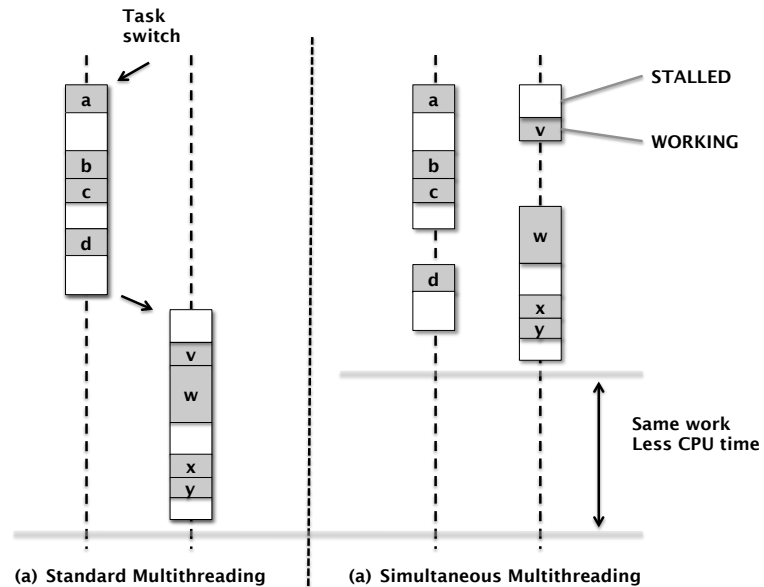 Task
switch
a
b
c
d
v
w
x
y
a
b
c
d
v
w
x
y
STALLED
WORKING
Same work
Less CPU time
(a) Standard Multithreading
(a) Simultaneous Multithreading